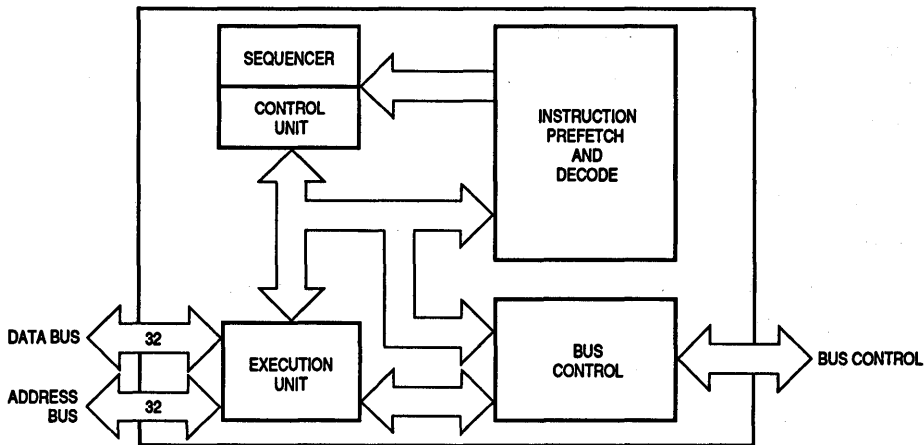 SEQUENCER
CONTROL
UNIT
INSTRUCTION
PREFETCH
AND
DECODE
DATA BUS
32
ADDRESS
BUS
32
EXECUTION
UNIT
BUS
CONTROL
BUS CONTROL